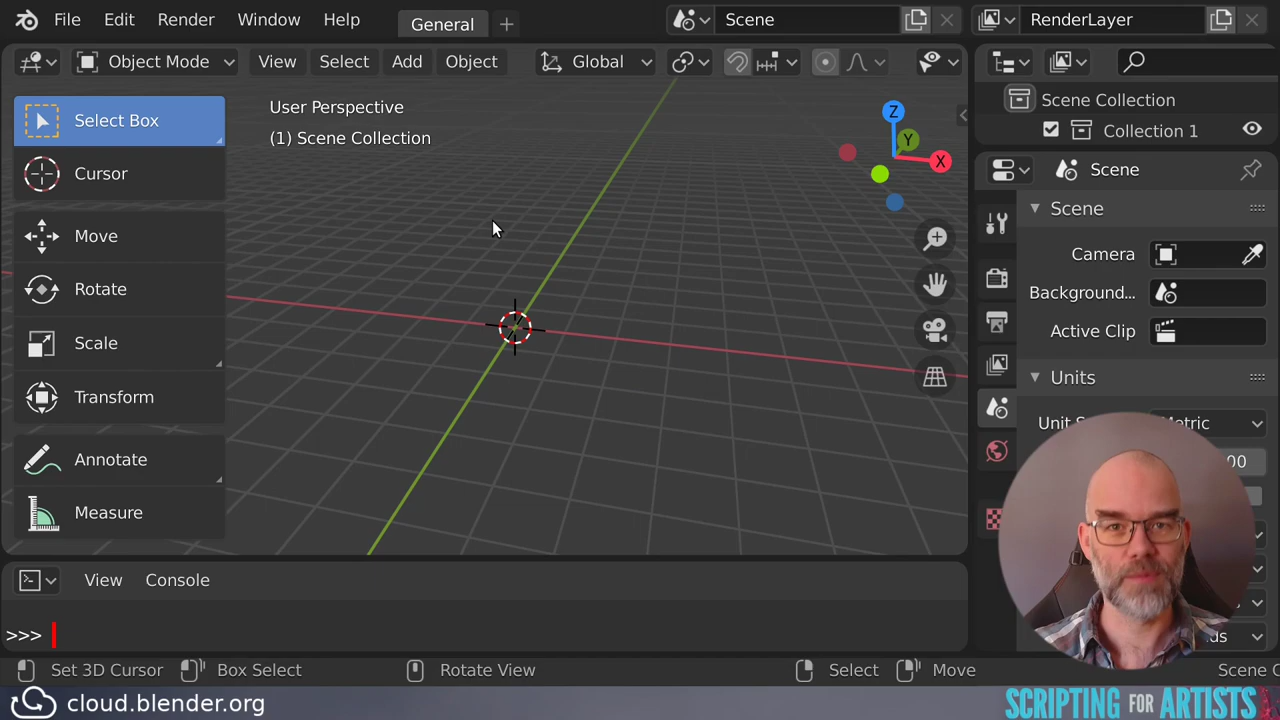 File Edit Render Window Help General + Scene RenderLayer
Object Mode View Select Add Object Global
Select Box
Cursor
Move
Rotate
Scale
Transform
Annotate
Measure
User Perspective
(1) Scene Collection
Z
Y
X
Scene Collection
Collection 1
Scene
Scene
Camera
Background...
Active Clip
Units
View Console
>>>
Set 3D Cursor Box Select Rotate View Select Move
cloud.blender.org
SCRIPTING FOR ARTISTS